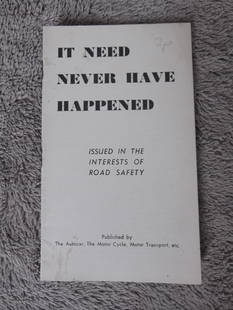 IT NEED
NEVER HAVE
HAPPENED
ISSUED IN THE
INTERESTS OF
ROAD SAFETY
Published by
The Autocar, The Motor Cycle, Motor Transport, etc.